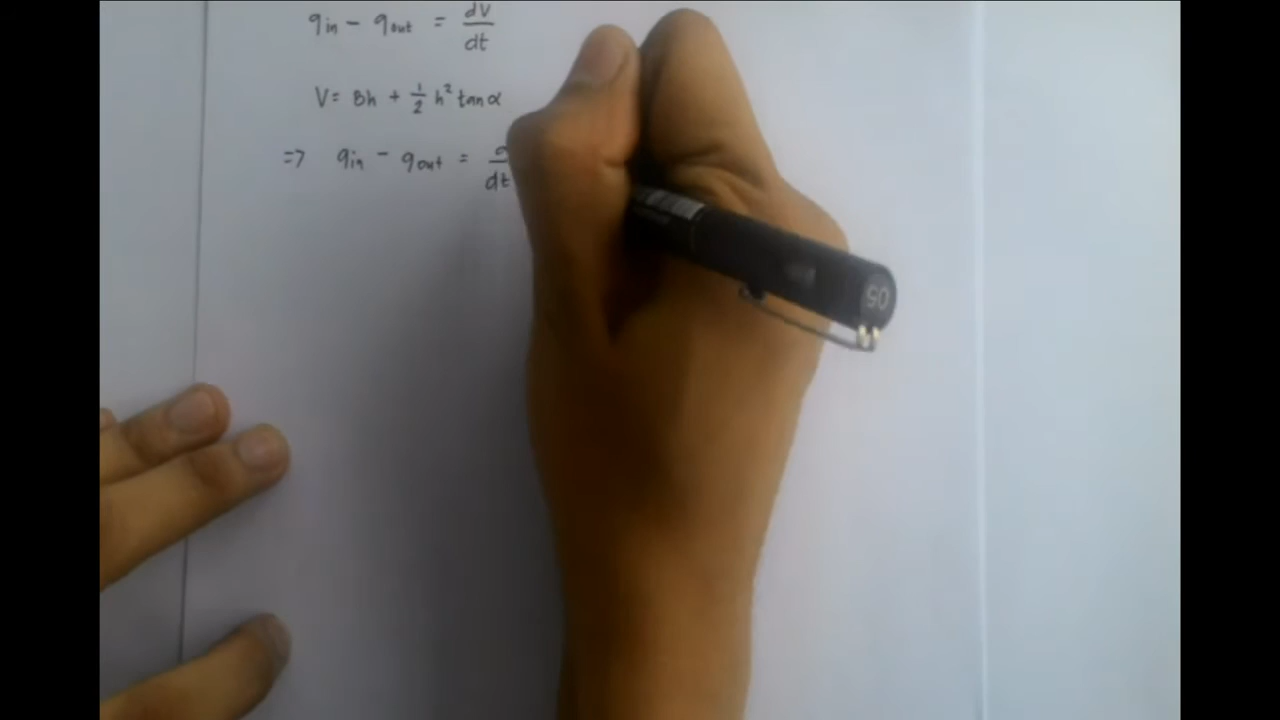 qin - qout = dV/dt
V = Bh + 1/2 h² tan α
=> qin - qout = d/dt
05